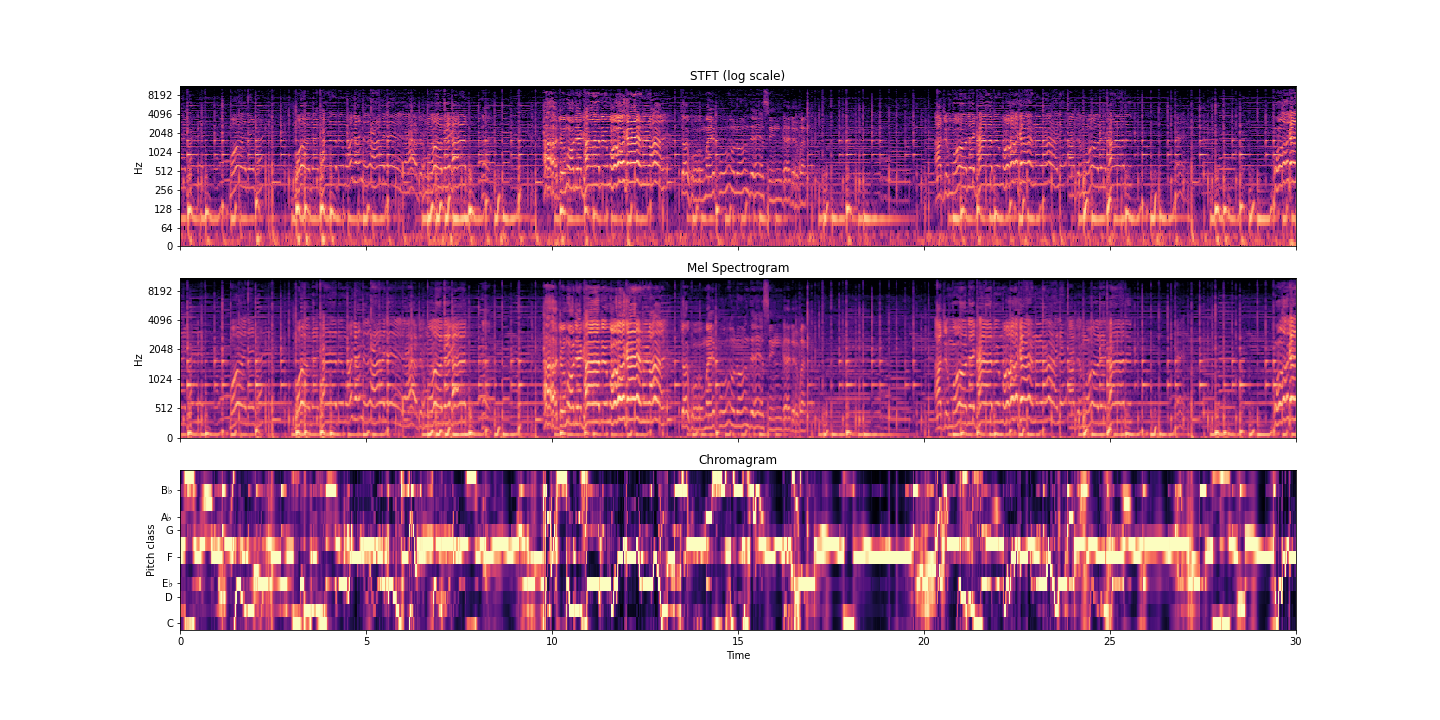 STFT (log scale)
8192
4096
2048
1024
512
256
128
64
0
Hz
Mel Spectrogram
8192
4096
2048
1024
512
0
Hz
Chromagram
B♭
A♭
G
F
E♭
D
C
Pitch class
0 5 10 15 20 25 30
Time